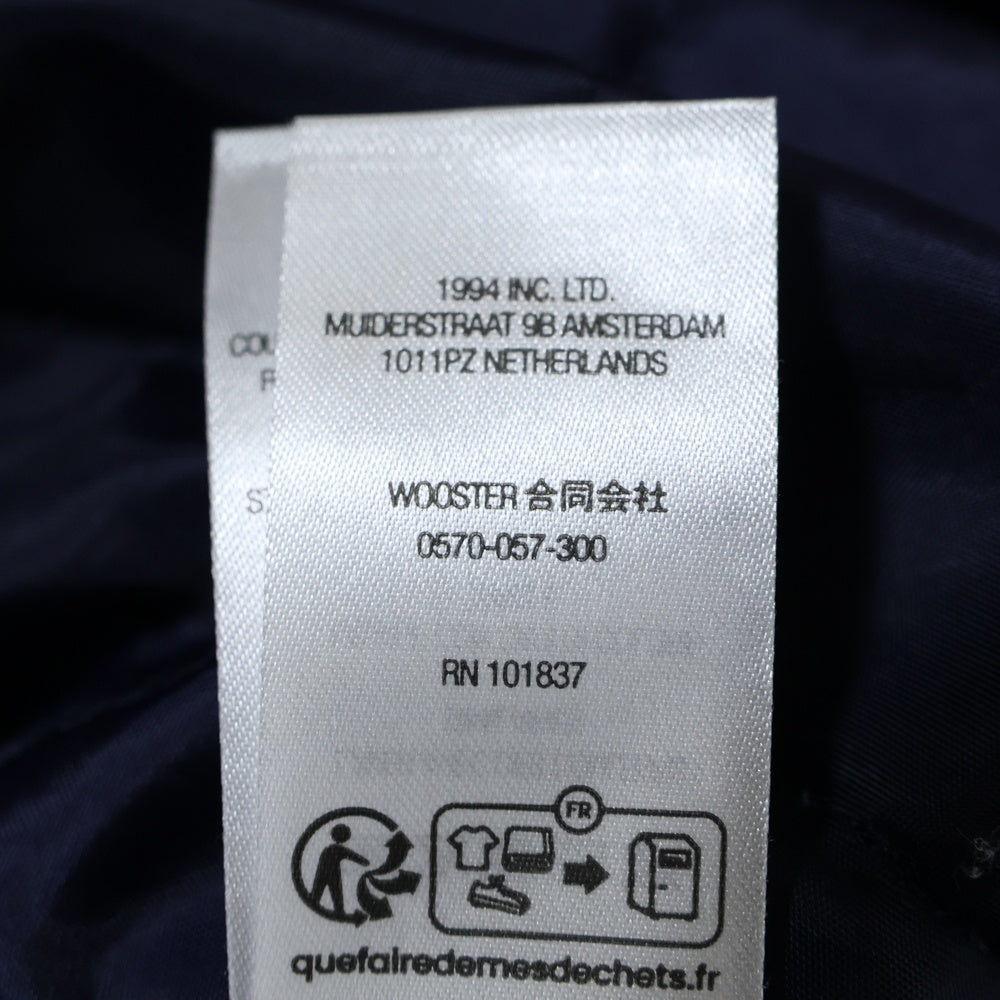 1994 INC. LTD.
MUIDERSTRAAT 9B AMSTERDAM
1011PZ NETHERLANDS
WOOSTER 合同会社
0570-057-300
RN 101837
FR
quefairedemesdechets.fr